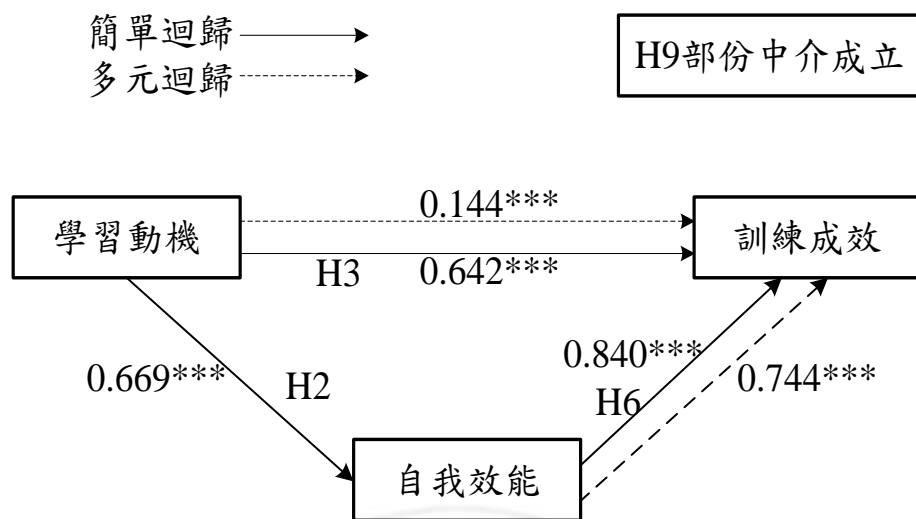 簡單迴歸
多元迴歸
H9部份中介成立
學習動機
0.144***
訓練成效
H3
0.642***
0.669***
H2
0.840***
H6
0.744***
自我效能